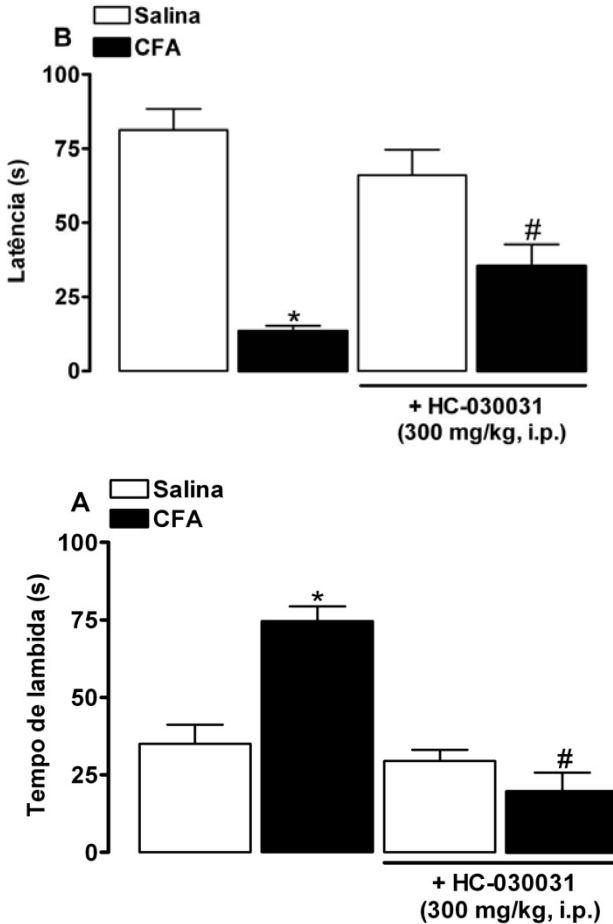 Salina
B
CFA
100
75
50
25
0
Latência (s)
*
#
+ HC-030031
(300 mg/kg, i.p.)
Salina
A
CFA
100
75
50
25
0
Tempo de lambida (s)
*
#
+ HC-030031
(300 mg/kg, i.p.)